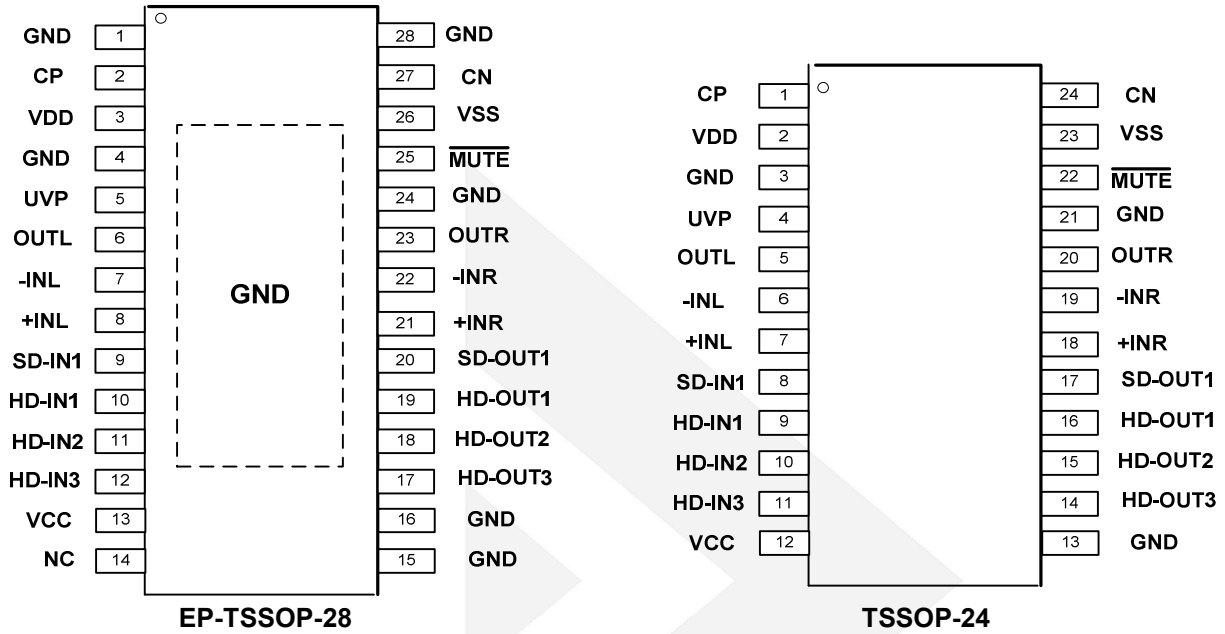 GND 1 28 GND
CP 2 27 CN
VDD 3 26 VSS
GND 4 25 MUTE
UVP 5 24 GND
OUTL 6 23 OUTR
-INL 7 22 -INR
GND
+INL 8 21 +INR
SD-IN1 9 20 SD-OUT1
HD-IN1 10 19 HD-OUT1
HD-IN2 11 18 HD-OUT2
HD-IN3 12 17 HD-OUT3
VCC 13 16 GND
NC 14 15 GND
EP-TSSOP-28
CP 1 24 CN
VDD 2 23 VSS
GND 3 22 MUTE
UVP 4 21 GND
OUTL 5 20 OUTR
-INL 6 19 -INR
+INL 7 18 +INR
SD-IN1 8 17 SD-OUT1
HD-IN1 9 16 HD-OUT1
HD-IN2 10 15 HD-OUT2
HD-IN3 11 14 HD-OUT3
VCC 12 13 GND
TSSOP-24